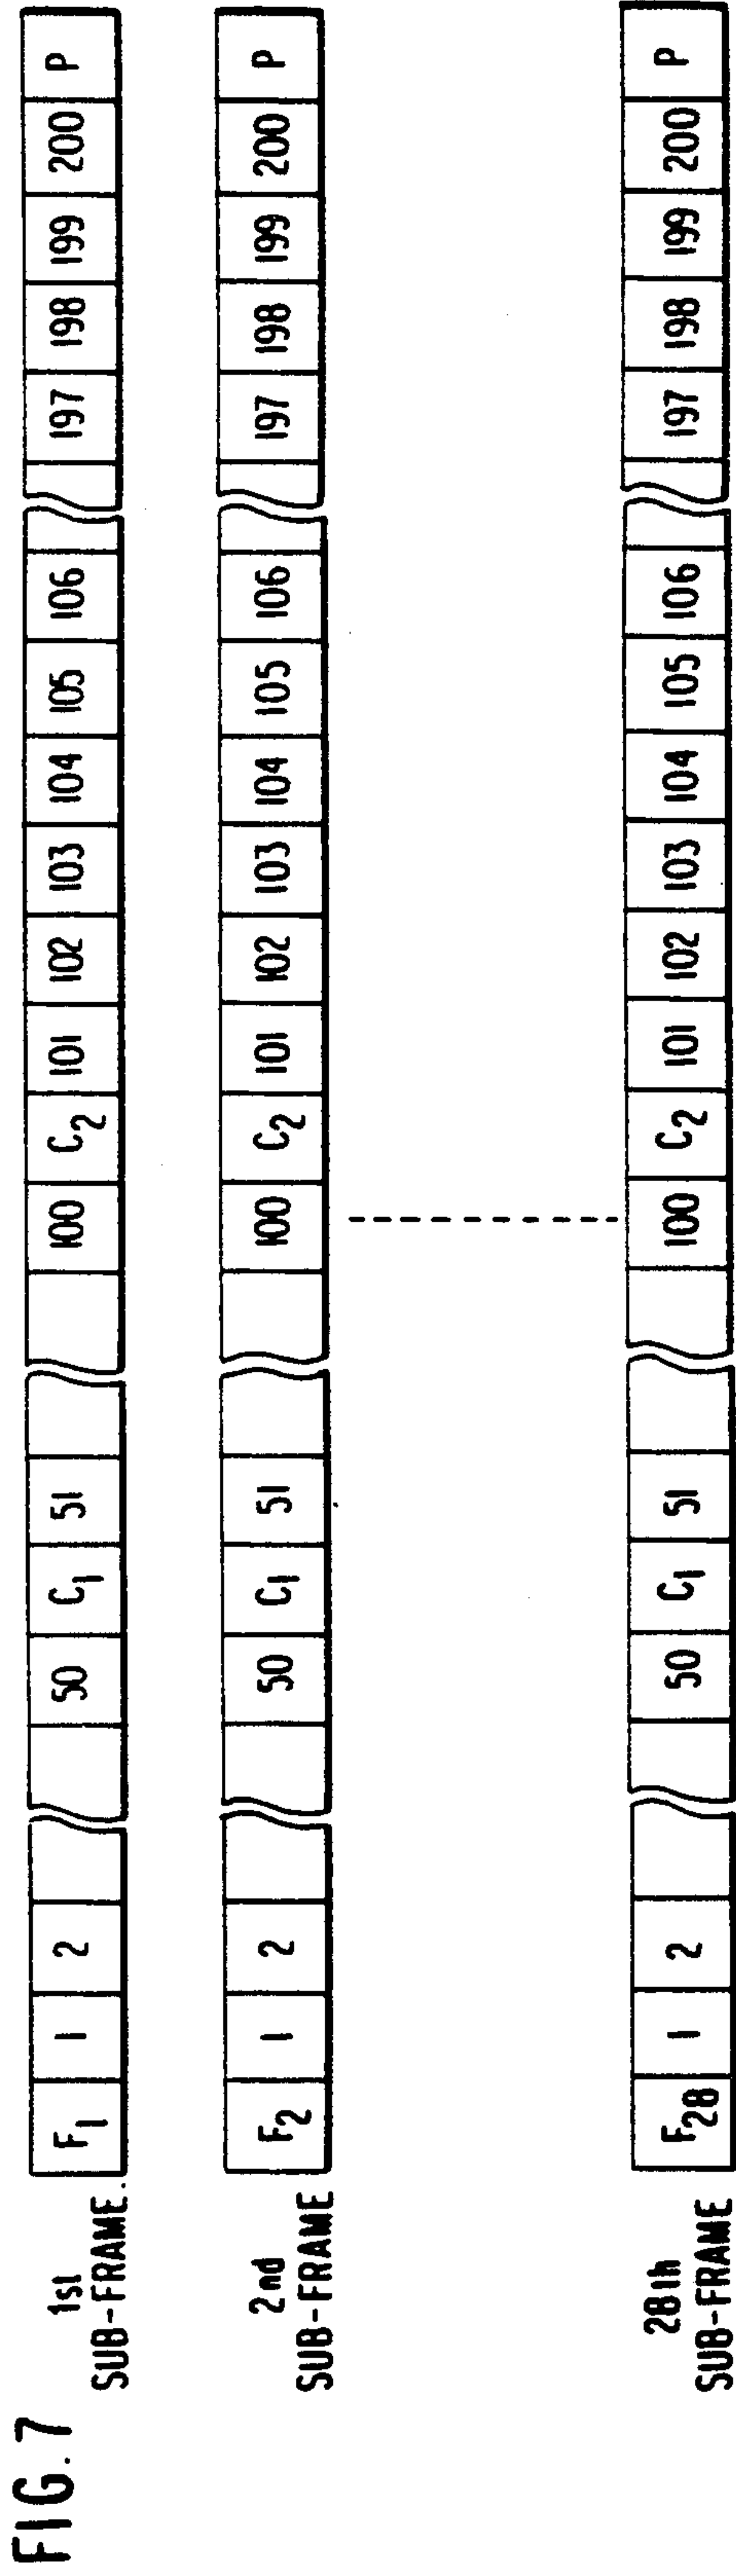 FIG. 7
1st SUB-FRAME.
F1 1 2 50 C1 51 100 C2 101 102 103 104 105 106 197 198 199 200 P
2nd SUB-FRAME
F2 1 2 50 C1 51 100 C2 101 102 103 104 105 106 197 198 199 200 P
28th SUB-FRAME
F28 1 2 50 C1 51 100 C2 101 102 103 104 105 106 197 198 199 200 P